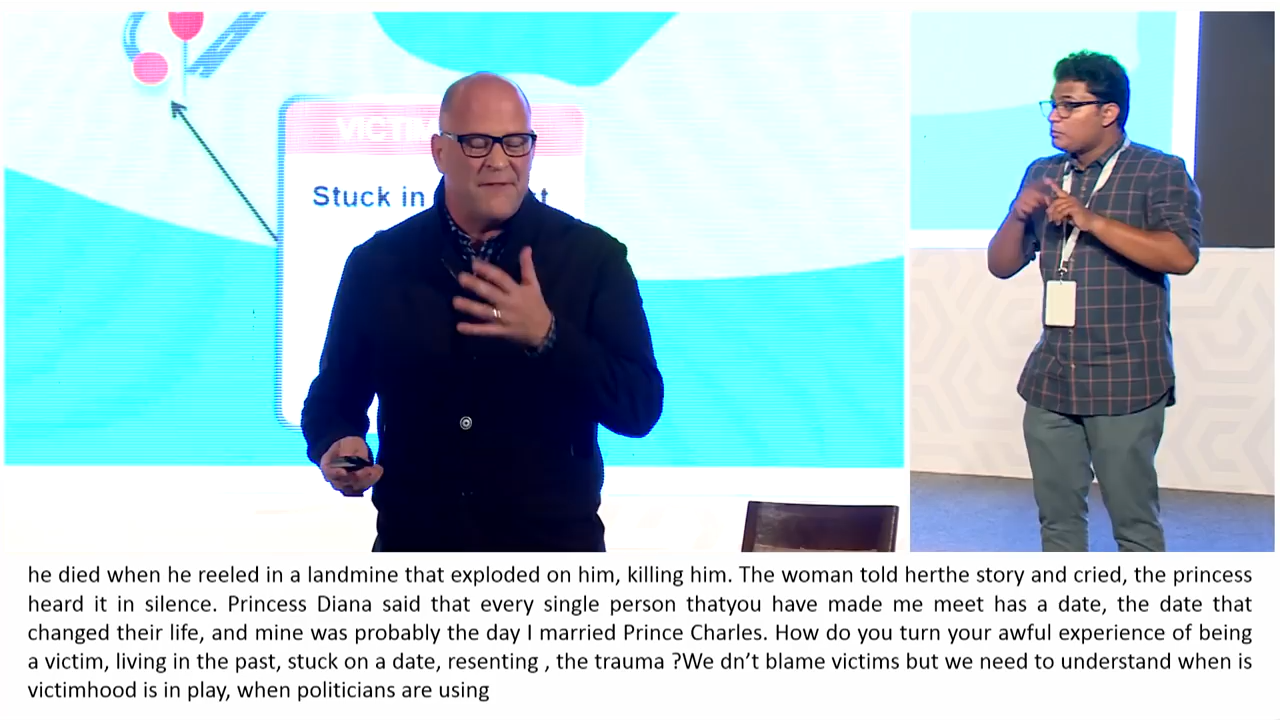 VICTIM
Stuck in
he died when he reeled in a landmine that exploded on him, killing him. The woman told herthe story and cried, the princess
heard it in silence. Princess Diana said that every single person thatyou have made me meet has a date, the date that
changed their life, and mine was probably the day I married Prince Charles. How do you turn your awful experience of being
a victim, living in the past, stuck on a date, resenting , the trauma ?We dn’t blame victims but we need to understand when is
victimhood is in play, when politicians are using